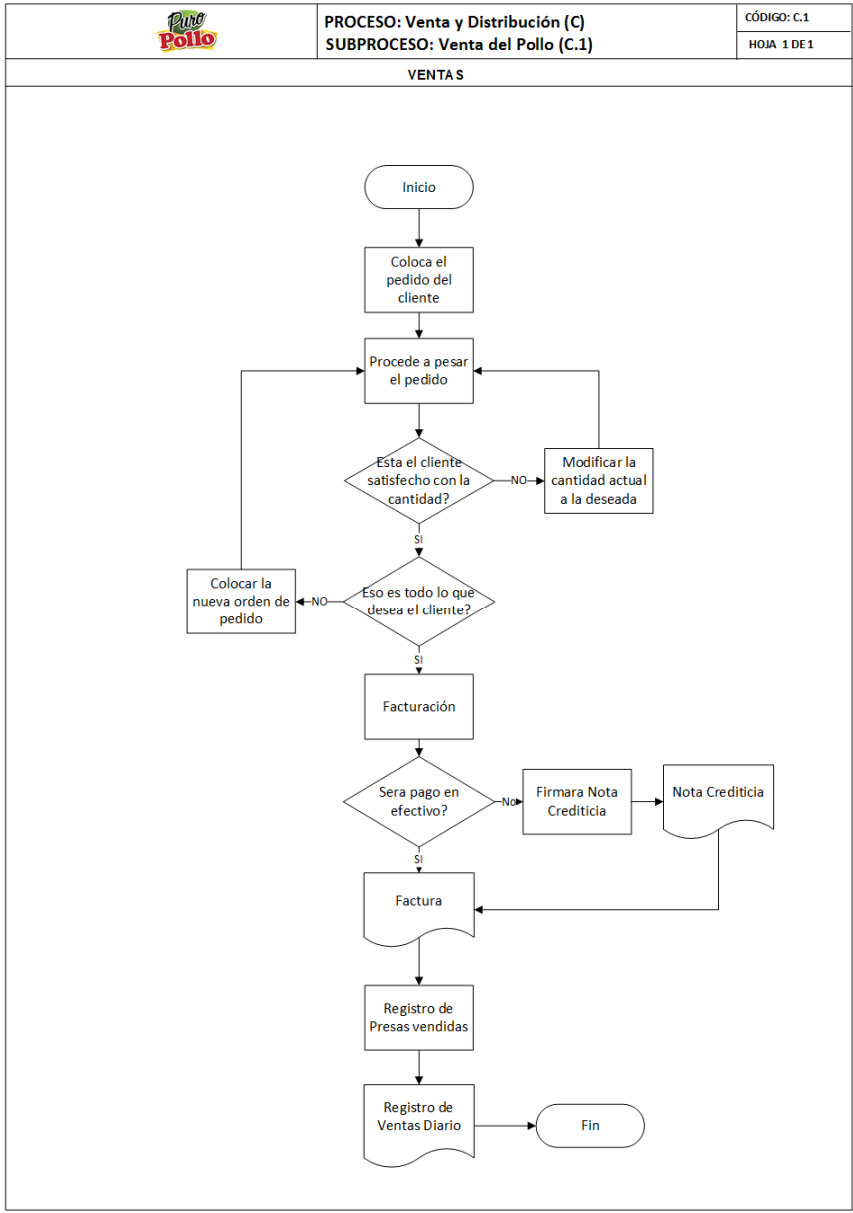 Puro
Pollo
PROCESO: Venta y Distribución (C)
SUBPROCESO: Venta del Pollo (C.1)
CÓDIGO: C.1
HOJA 1 DE 1
VENTAS
Inicio
Coloca el
pedido del
cliente
Procede a pesar
el pedido
Esta el cliente
satisfecho con la
cantidad?
NO
Modificar la
cantidad actual
a la deseada
SI
Eso es todo lo que
desea el cliente?
NO
Colocar la
nueva orden de
pedido
SI
Facturación
Sera pago en
efectivo?
No
Firmara Nota
Crediticia
Nota Crediticia
SI
Factura
Registro de
Presas vendidas
Registro de
Ventas Diario
Fin